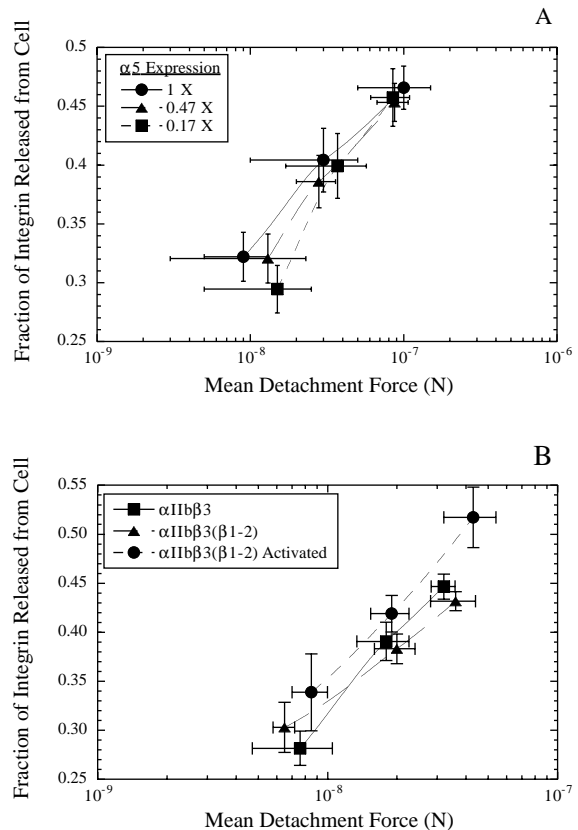 A
Fraction of Integrin Released from Cell
0.5
0.45
0.4
0.35
0.3
0.25
α5 Expression
1 X
0.47 X
0.17 X
10⁻⁹
10⁻⁸
10⁻⁷
10⁻⁶
Mean Detachment Force (N)
B
Fraction of Integrin Released from Cell
0.55
0.50
0.45
0.40
0.35
0.30
0.25
αIIbβ3
αIIbβ3(β1-2)
αIIbβ3(β1-2) Activated
10⁻⁹
10⁻⁸
10⁻⁷
Mean Detachment Force (N)